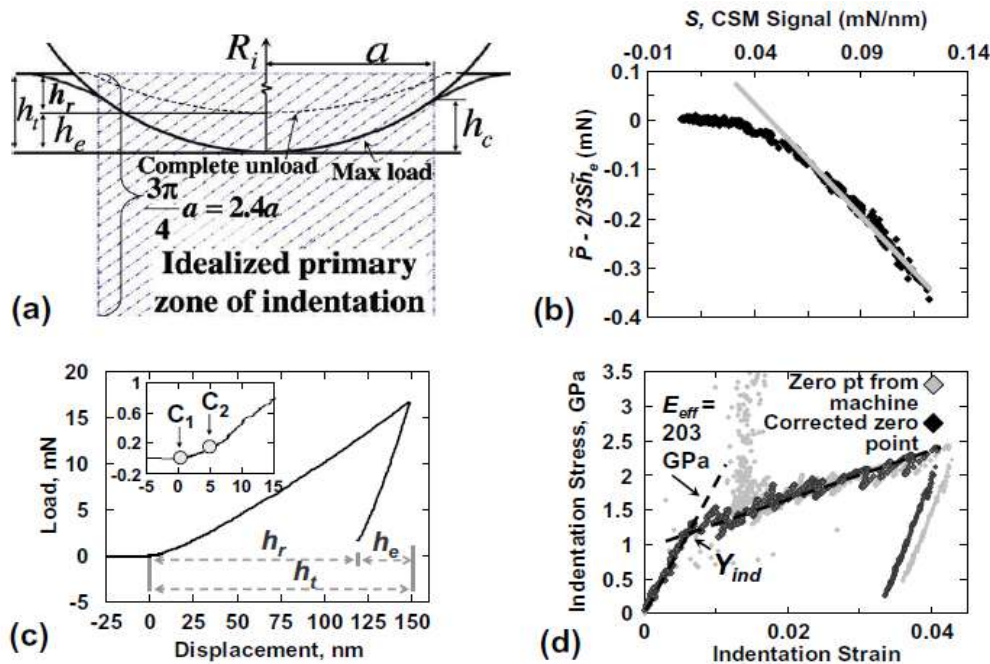 R_i
a
h_r
h_t
h_e
h_c
Complete unload
Max load
3π/4 a = 2.4a
Idealized primary
zone of indentation
(a)
S, CSM Signal (mN/nm)
-0.01 0.04 0.09 0.14
0.1
0
-0.1
-0.2
-0.3
-0.4
P̃ - 2/3Sh̃_e (mN)
(b)
20
15
10
5
0
-5
Load, mN
1
0.6
0.2
-0.2
-5 0 5 10 15
C_1
C_2
h_r
h_e
h_t
-25 0 25 50 75 100 125 150
Displacement, nm
(c)
Indentation Stress, GPa
3.5
3
2.5
2
1.5
1
0.5
0
Zero pt from
machine
Corrected zero
point
E_eff =
203
GPa
Y_ind
0 0.02 0.04
Indentation Strain
(d)